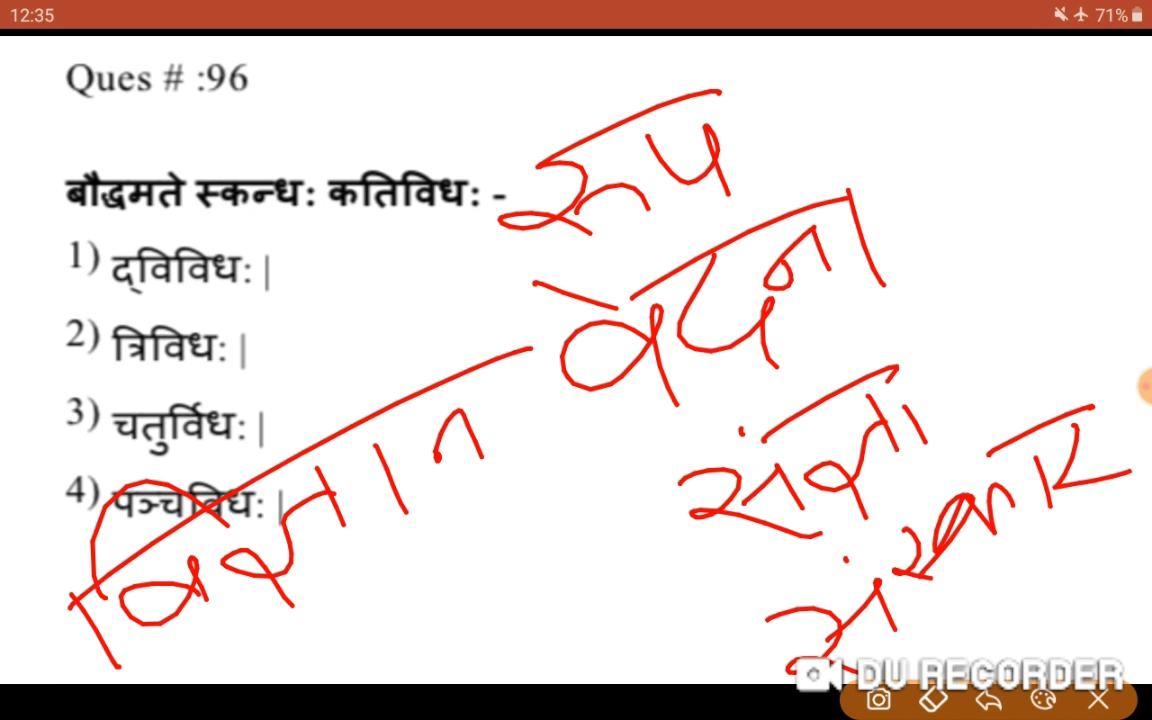 12:35
71%
Ques # :96
बौद्धमते स्कन्ध: कतिविध: -
1) द्विविध: |
2) त्रिविध: |
3) चतुर्विध: |
4) पञ्चविध: |
रूप
वेदना
संज्ञा
संस्कार
विज्ञान
DU RECORDER